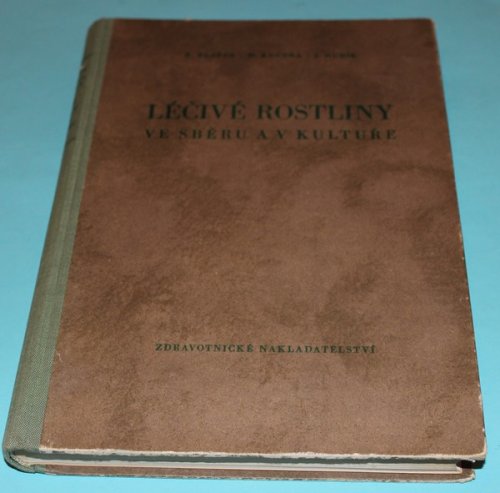 LÉČIVÉ ROSTLINY
VE SBĚRU A V KULTUŘE
ZDRAVOTNICKÉ NAKLADATELSTVÍ